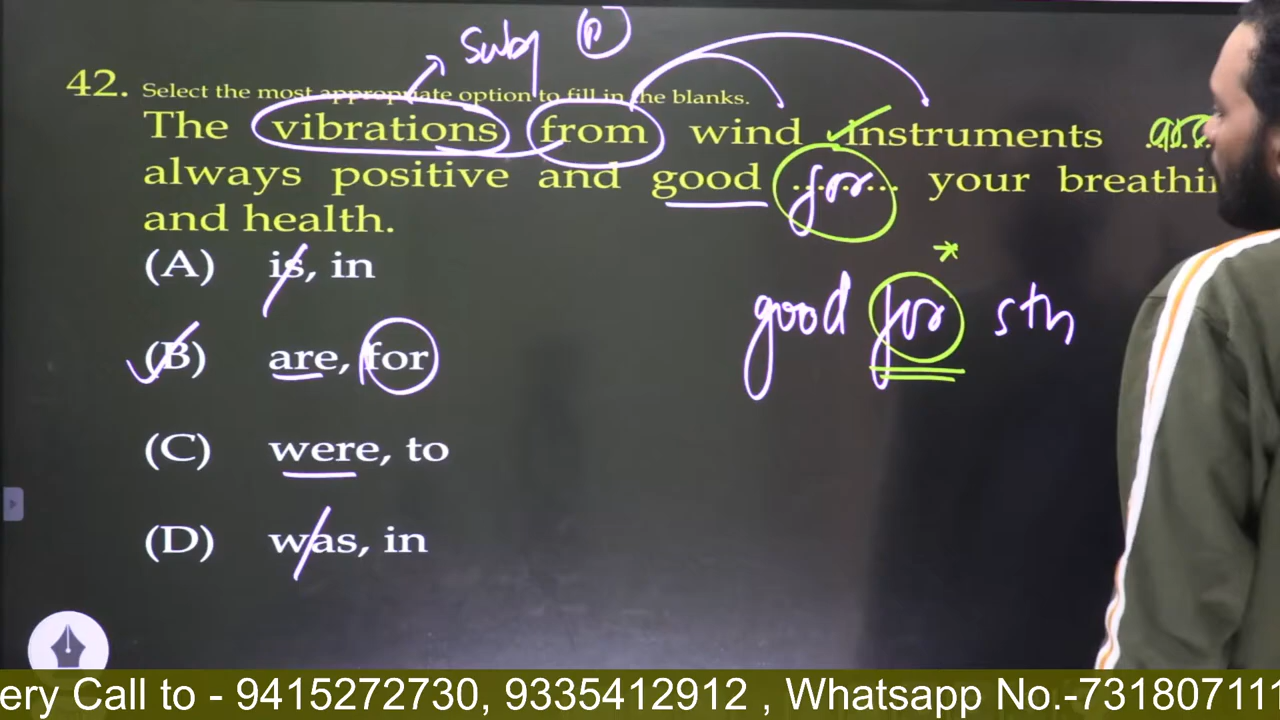 Subj (P)
42. Select the most appropriate option to fill in the blanks.
The vibrations from wind instruments are
always positive and good for your breathi
and health.
(A) is, in
good for sth
(B) are, for
(C) were, to
(D) was, in
ery Call to - 9415272730, 9335412912 , Whatsapp No.-731807111